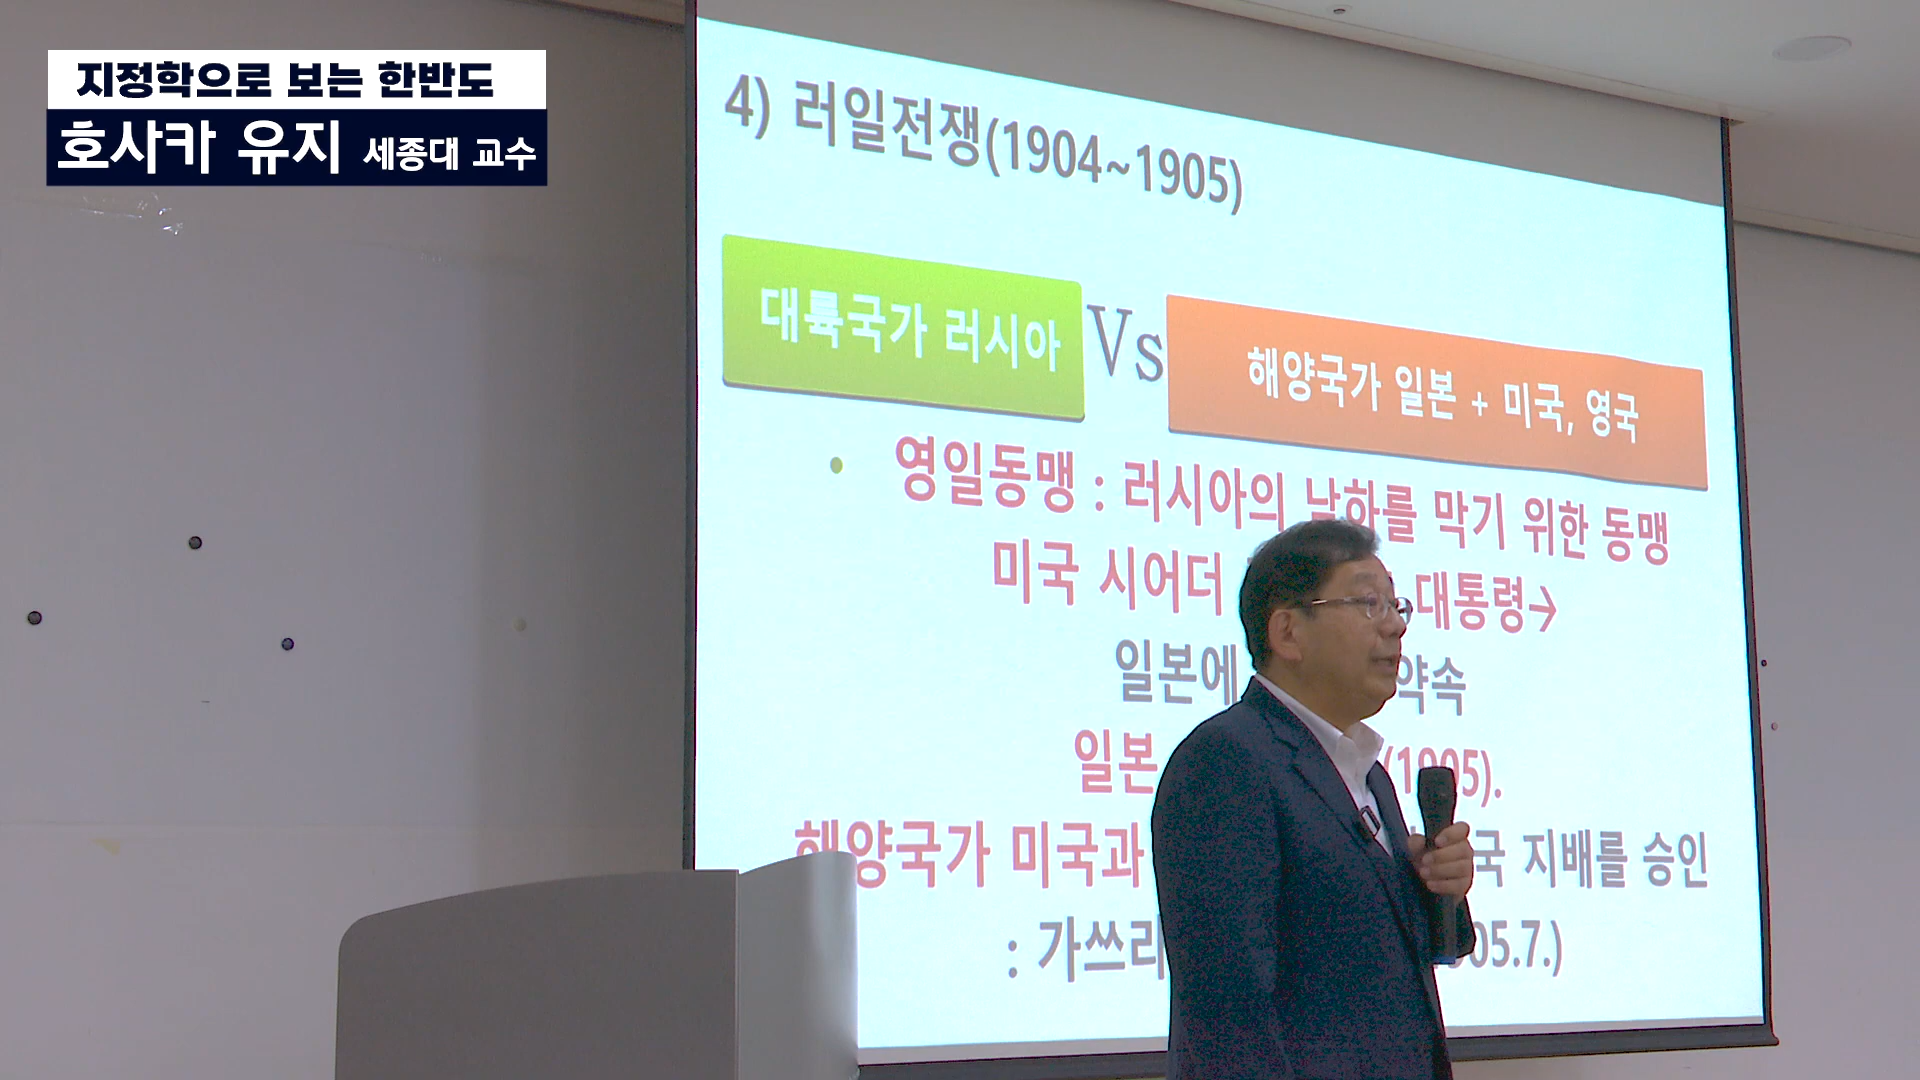 지정학으로 보는 한반도
호사카 유지 세종대 교수
4) 러일전쟁(1904~1905)
대륙국가 러시아
Vs
해양국가 일본 + 미국, 영국
• 영일동맹 : 러시아의 남하를 막기 위한 동맹
미국 시어더 대통령→
일본에 약속
일본 (1905).
해양국가 미국과 지배를 승인
: 가쓰라